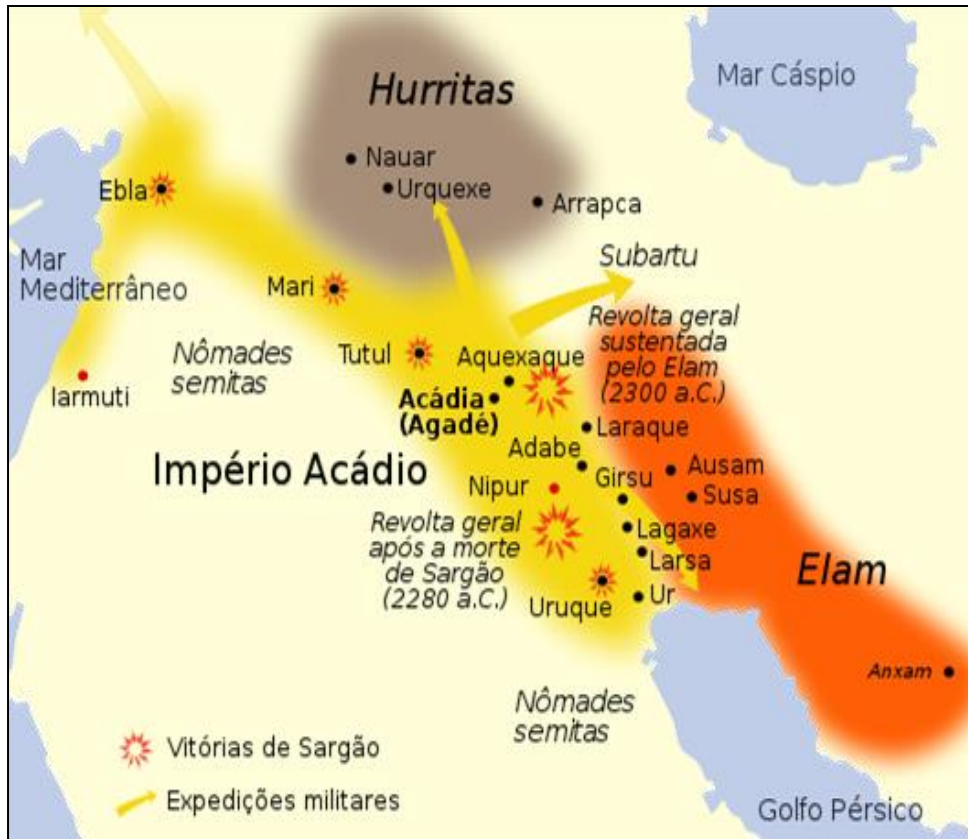 Hurritas
Mar Cáspio
Nauar
Urquexe
Ebla
Arrapca
Subartu
Mar
Mediterrâneo
Mari
Revolta geral
sustentada
pelo Elam
(2300 a.C.)
Nômades
semitas
Tutul
Aquexaque
Iarmuti
Acádia
(Agadé)
Laraque
Adabe
Império Acádio
Girsu
Ausam
Nipur
Susa
Revolta geral
após a morte
de Sargão
(2280 a.C.)
Lagaxe
Larsa
Elam
Uruque
Ur
Anxam
Nômades
semitas
Vitórias de Sargão
Expedições militares
Golfo Pérsico